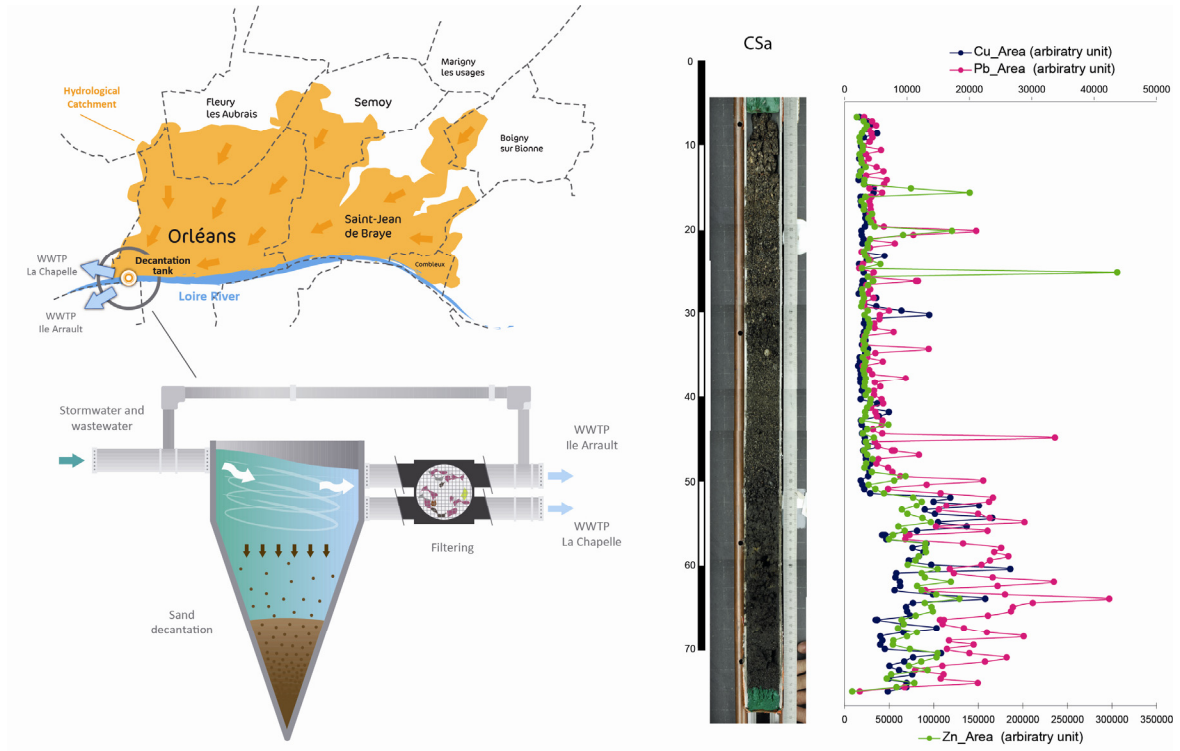 Marigny
les usages
Hydrological
Catchment
Fleury
les Aubrais
Semoy
Boigny
sur Bionne
Saint-Jean
de Braye
Orléans
WWTP
La Chapelle
Decantation
tank
Combleux
Loire River
WWTP
Ile Arrault
Stormwater and
wastewater
WWTP
Ile Arrault
WWTP
La Chapelle
Filtering
Sand
decantation
CSa
0
10
20
30
40
50
60
70
Cu_Area (arbiratry unit)
Pb_Area (arbiratry unit)
0 10000 20000 30000 40000 50000
0 50000 100000 150000 200000 250000 300000 350000
Zn_Area (arbiratry unit)